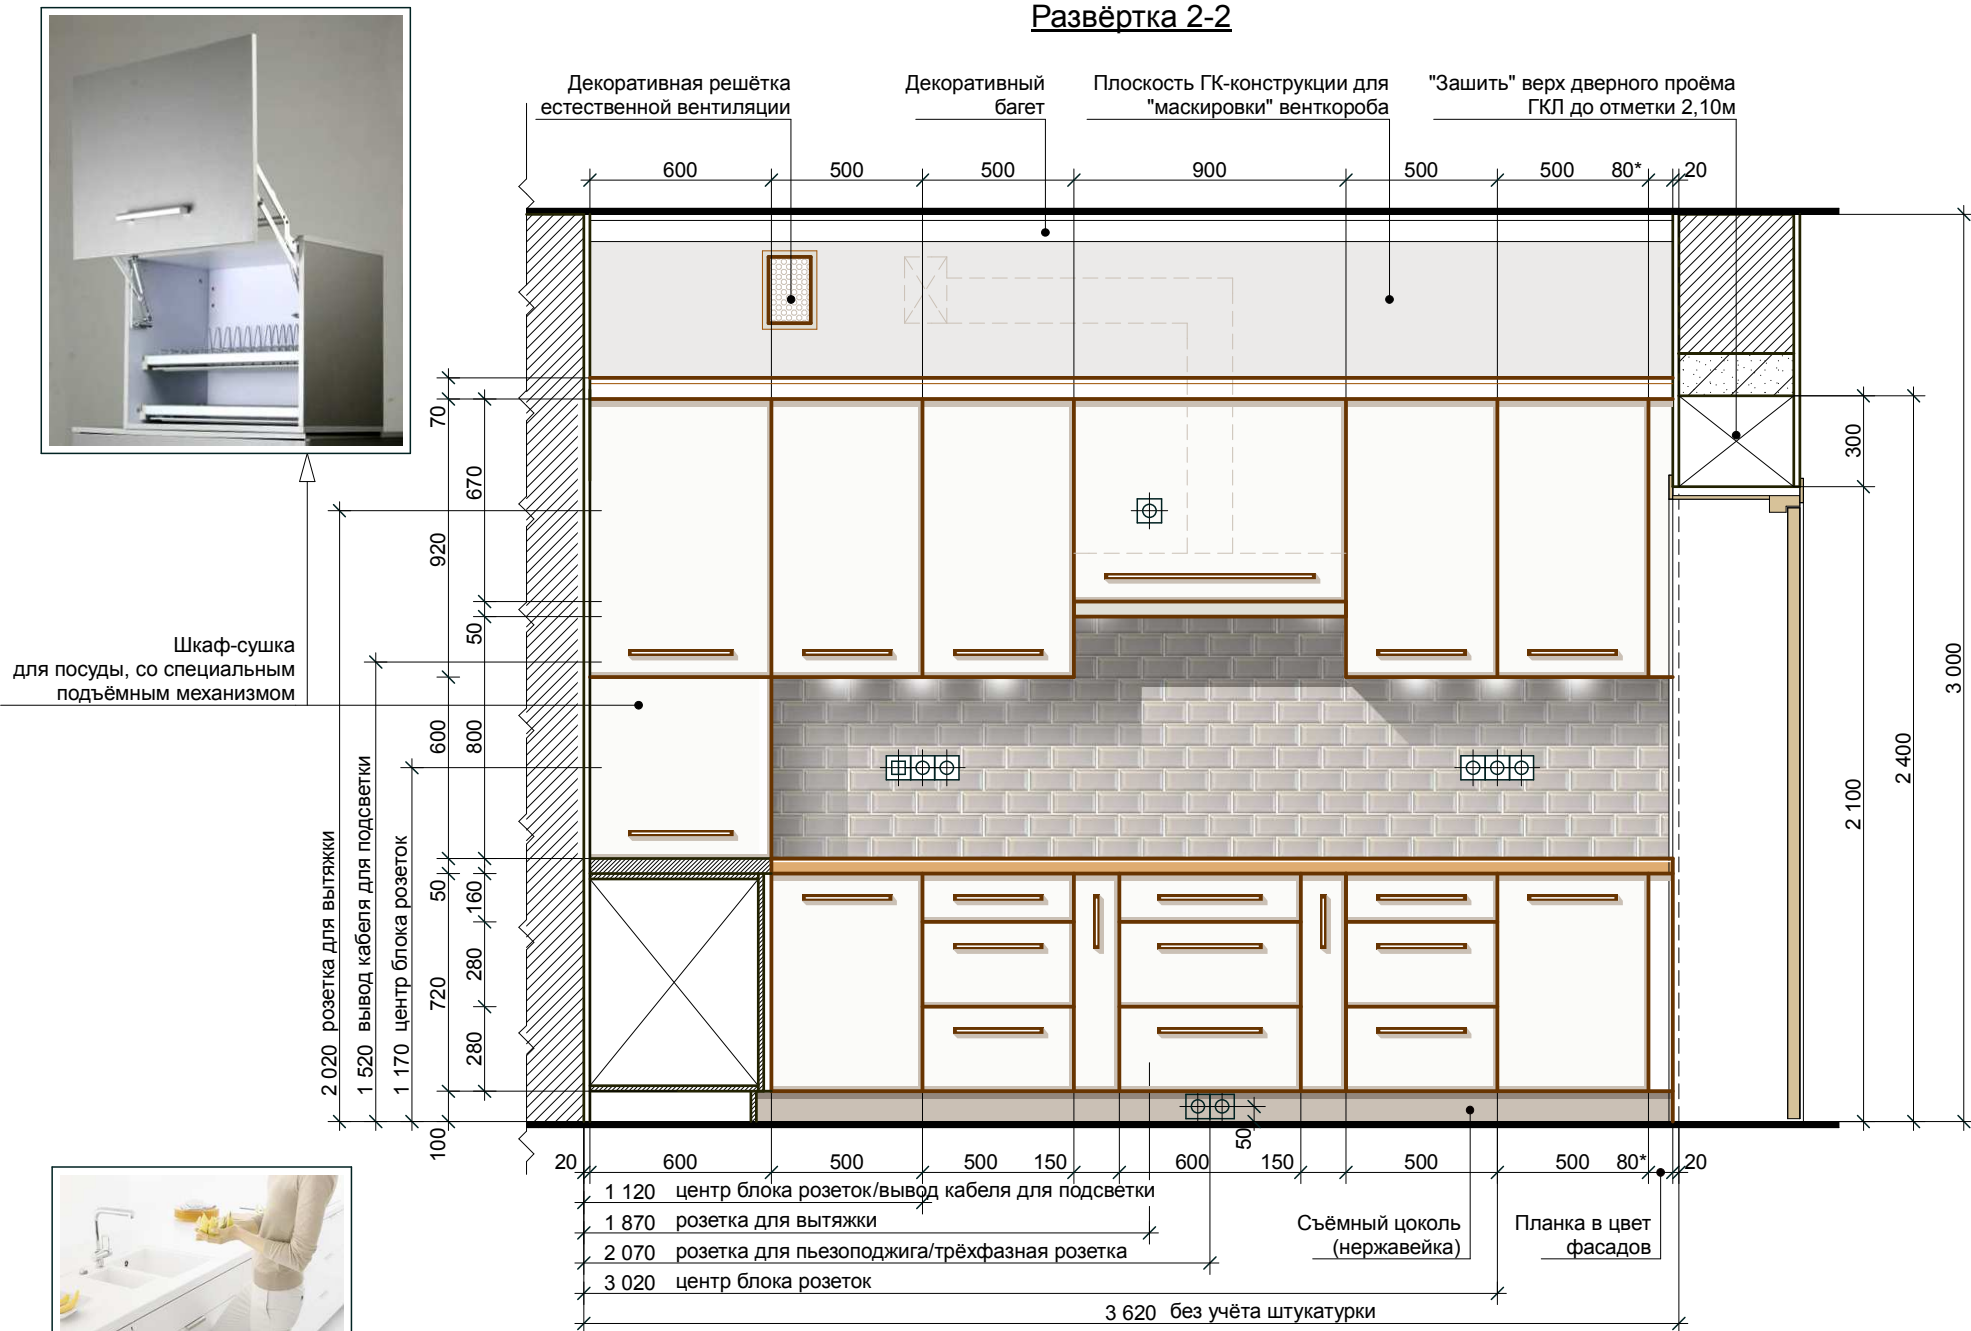 Развёртка 2-2
Декоративная решётка
естественной вентиляции
Декоративный
багет
Плоскость ГК-конструкции для
"маскировки" венткороба
"Зашить" верх дверного проёма
ГКЛ до отметки 2,10м
600 500 500 900 500 500 80* 20
70
920
600
50
720
100
670
50
800
160
280
280
300
2 100
2 400
3 000
Шкаф-сушка
для посуды, со специальным
подъёмным механизмом
2 020 розетка для вытяжки
1 520 вывод кабеля для подсветки
1 170 центр блока розеток
50
20 600 500 500 150 600 150 500 500 80* 20
1 120 центр блока розеток/вывод кабеля для подсветки
1 870 розетка для вытяжки
2 070 розетка для пьезоподжига/трёхфазная розетка
3 020 центр блока розеток
3 620 без учёта штукатурки
Съёмный цоколь
(нержавейка)
Планка в цвет
фасадов